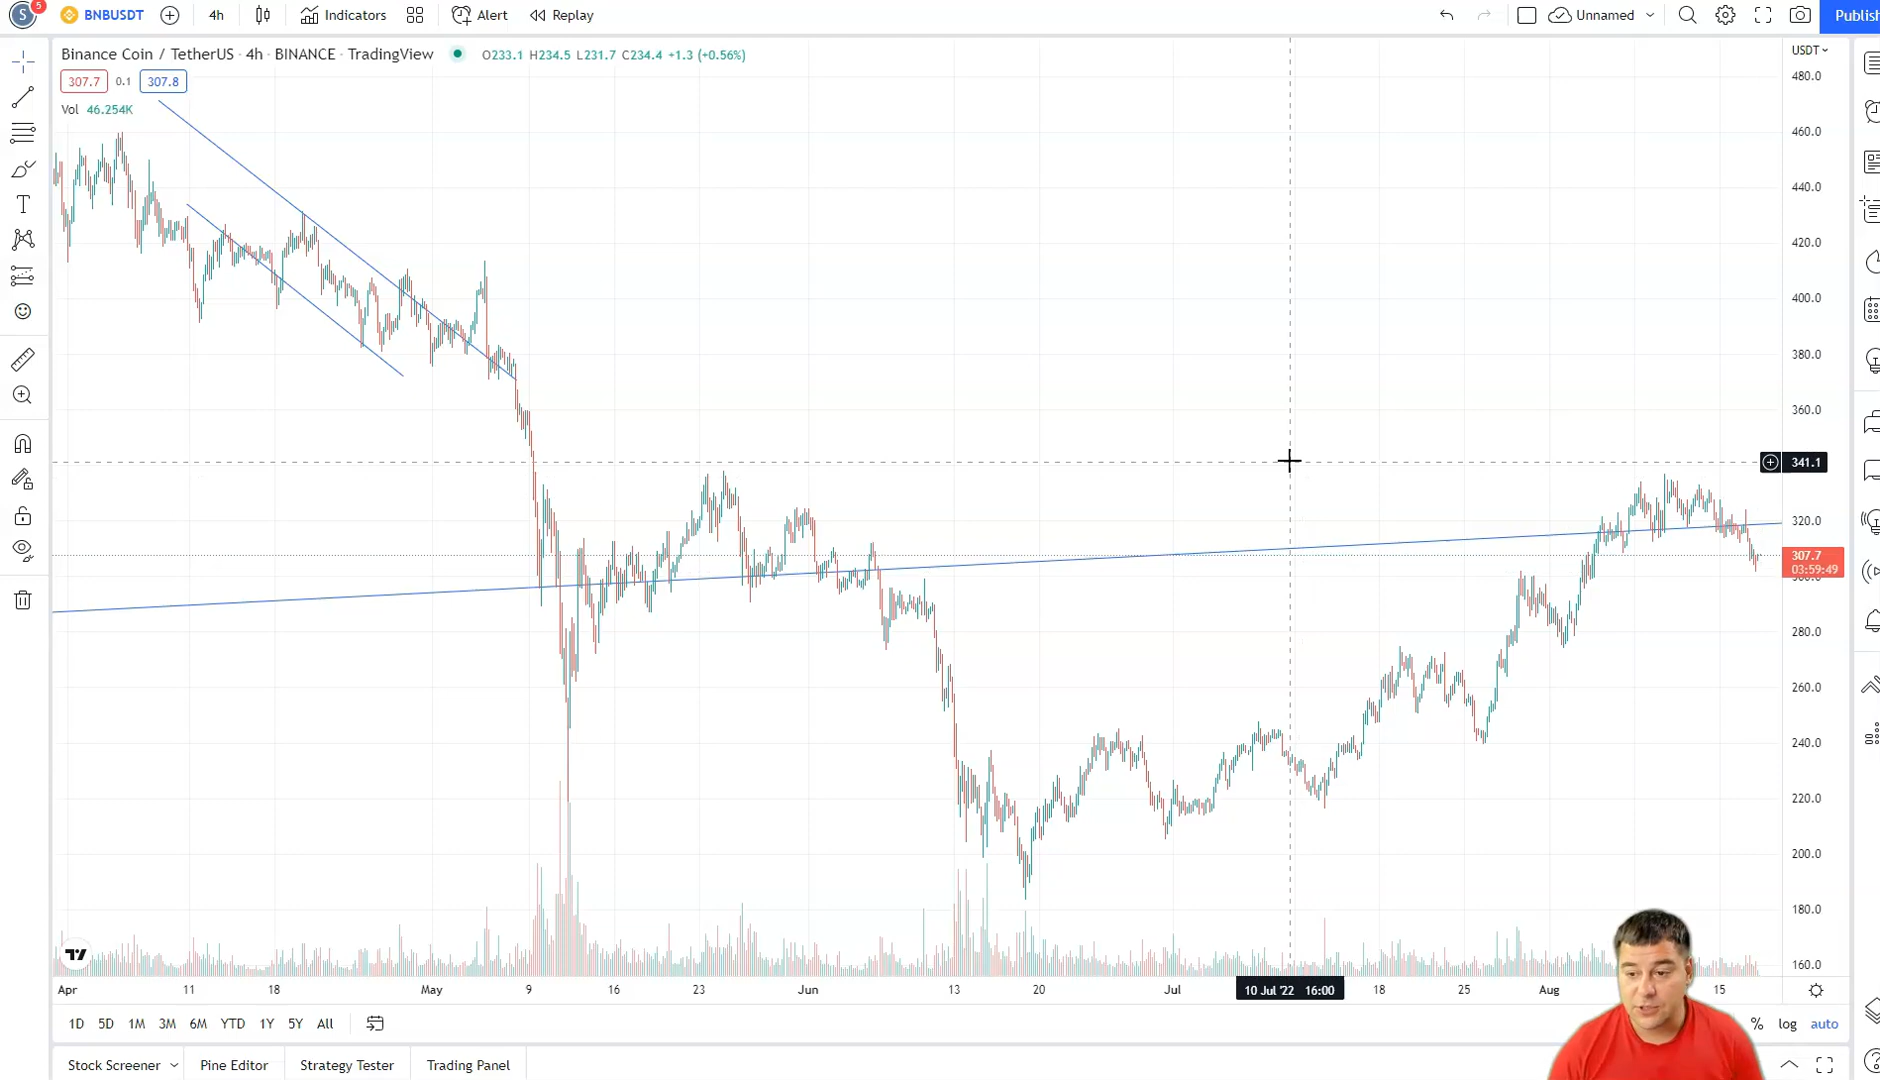 S 5 BNBUSDT 4h Indicators Alert Replay Unnamed Publish
Binance Coin / TetherUS · 4h · BINANCE · TradingView O233.1 H234.5 L231.7 C234.4 +1.3 (+0.56%) USDT
307.7 0.1 307.8
Vol 46.254K
480.0
460.0
440.0
420.0
400.0
380.0
360.0
341.1
320.0
307.7
03:59:49
300.0
280.0
260.0
240.0
220.0
200.0
180.0
160.0
Apr 11 18 May 9 16 23 Jun 13 20 Jul 10 Jul '22 16:00 18 25 Aug 15
1D 5D 1M 3M 6M YTD 1Y 5Y All % log auto
Stock Screener Pine Editor Strategy Tester Trading Panel